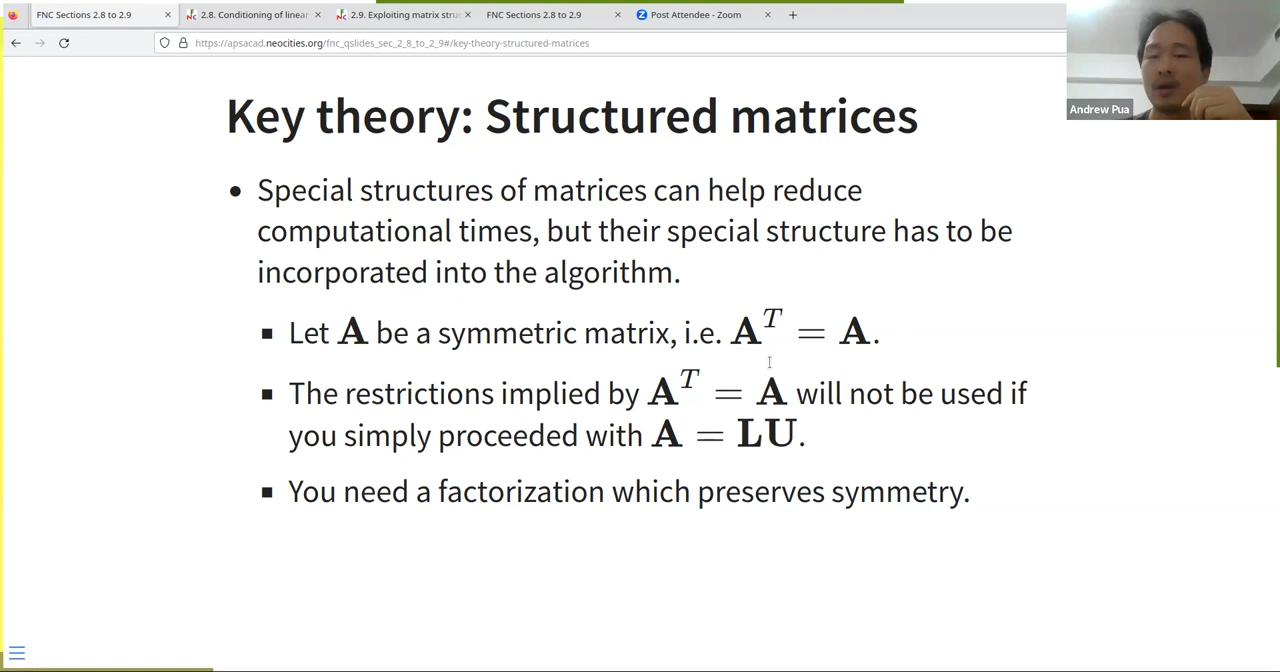 FNC Sections 2.8 to 2.9
2.8. Conditioning of linear
2.9. Exploiting matrix struc
FNC Sections 2.8 to 2.9
Post Attendee - Zoom
https://apsacad.neocities.org/fnc_qslides_sec_2_8_to_2_9#/key-theory-structured-matrices
Andrew Pua
Key theory: Structured matrices
• Special structures of matrices can help reduce
computational times, but their special structure has to be
incorporated into the algorithm.
▪ Let A be a symmetric matrix, i.e. Aᵀ = A.
▪ The restrictions implied by Aᵀ = A will not be used if
you simply proceeded with A = LU.
▪ You need a factorization which preserves symmetry.